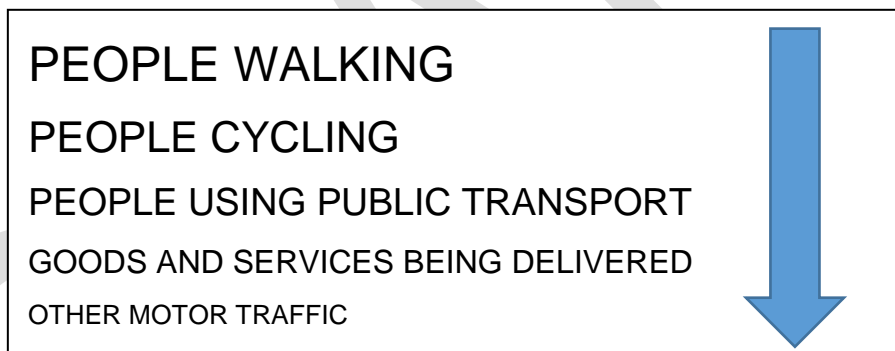 PEOPLE WALKING
PEOPLE CYCLING
PEOPLE USING PUBLIC TRANSPORT
GOODS AND SERVICES BEING DELIVERED
OTHER MOTOR TRAFFIC